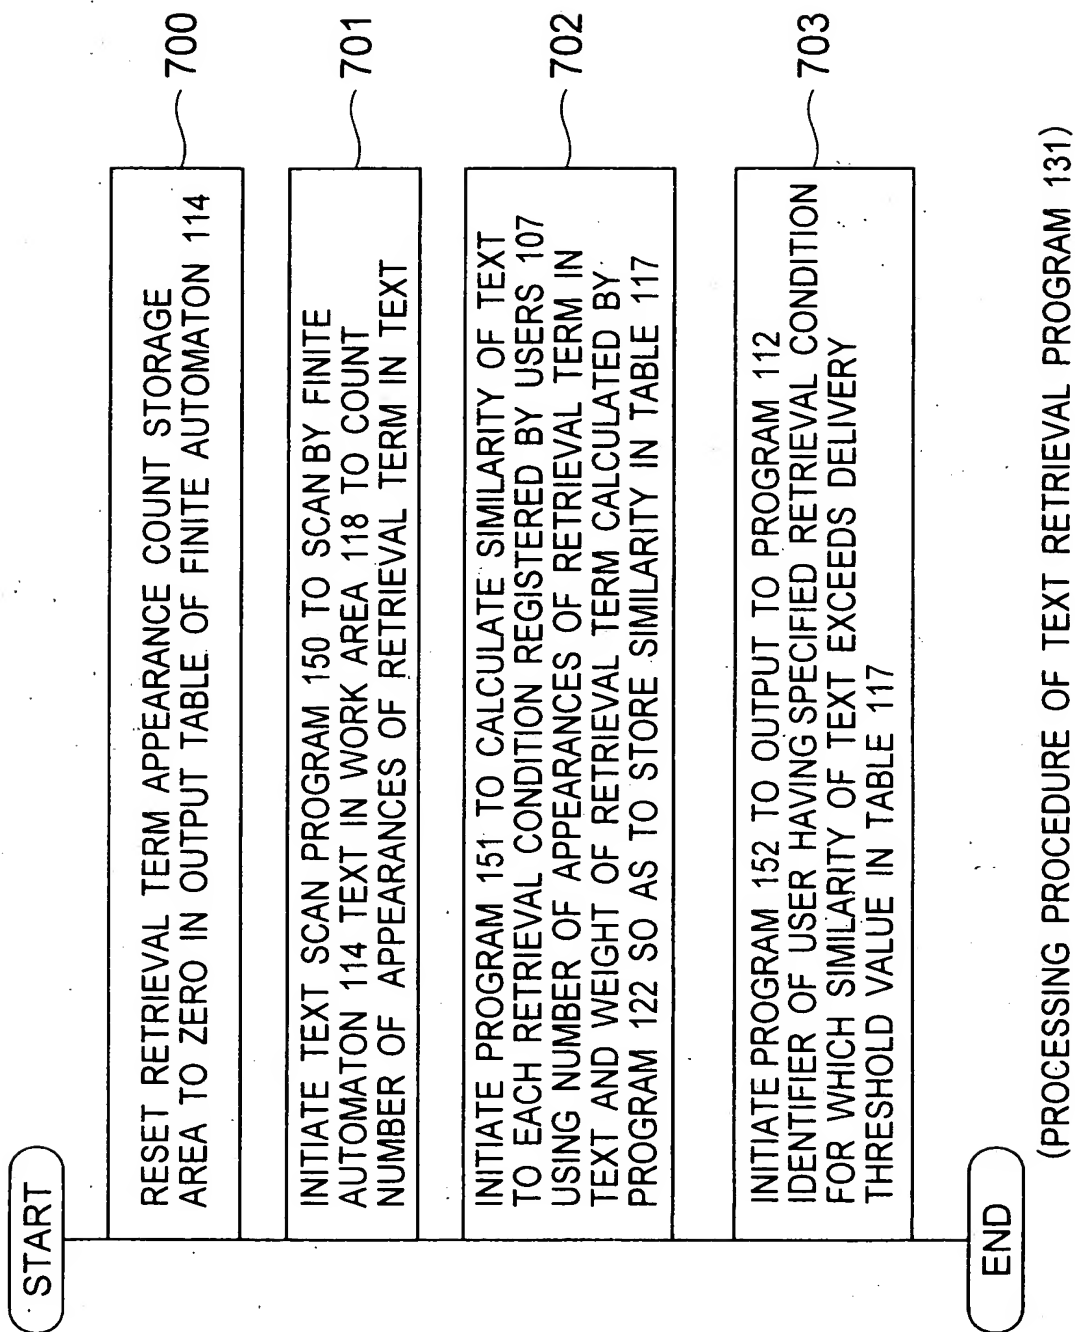 START
RESET RETRIEVAL TERM APPEARANCE COUNT STORAGE
AREA TO ZERO IN OUTPUT TABLE OF FINITE AUTOMATON 114
700
INITIATE TEXT SCAN PROGRAM 150 TO SCAN BY FINITE
AUTOMATON 114 TEXT IN WORK AREA 118 TO COUNT
NUMBER OF APPEARANCES OF RETRIEVAL TERM IN TEXT
701
INITIATE PROGRAM 151 TO CALCULATE SIMILARITY OF TEXT
TO EACH RETRIEVAL CONDITION REGISTERED BY USERS 107
USING NUMBER OF APPEARANCES OF RETRIEVAL TERM IN
TEXT AND WEIGHT OF RETRIEVAL TERM CALCULATED BY
PROGRAM 122 SO AS TO STORE SIMILARITY IN TABLE 117
702
INITIATE PROGRAM 152 TO OUTPUT TO PROGRAM 112
IDENTIFIER OF USER HAVING SPECIFIED RETRIEVAL CONDITION
FOR WHICH SIMILARITY OF TEXT EXCEEDS DELIVERY
THRESHOLD VALUE IN TABLE 117
703
END
(PROCESSING PROCEDURE OF TEXT RETRIEVAL PROGRAM 131)